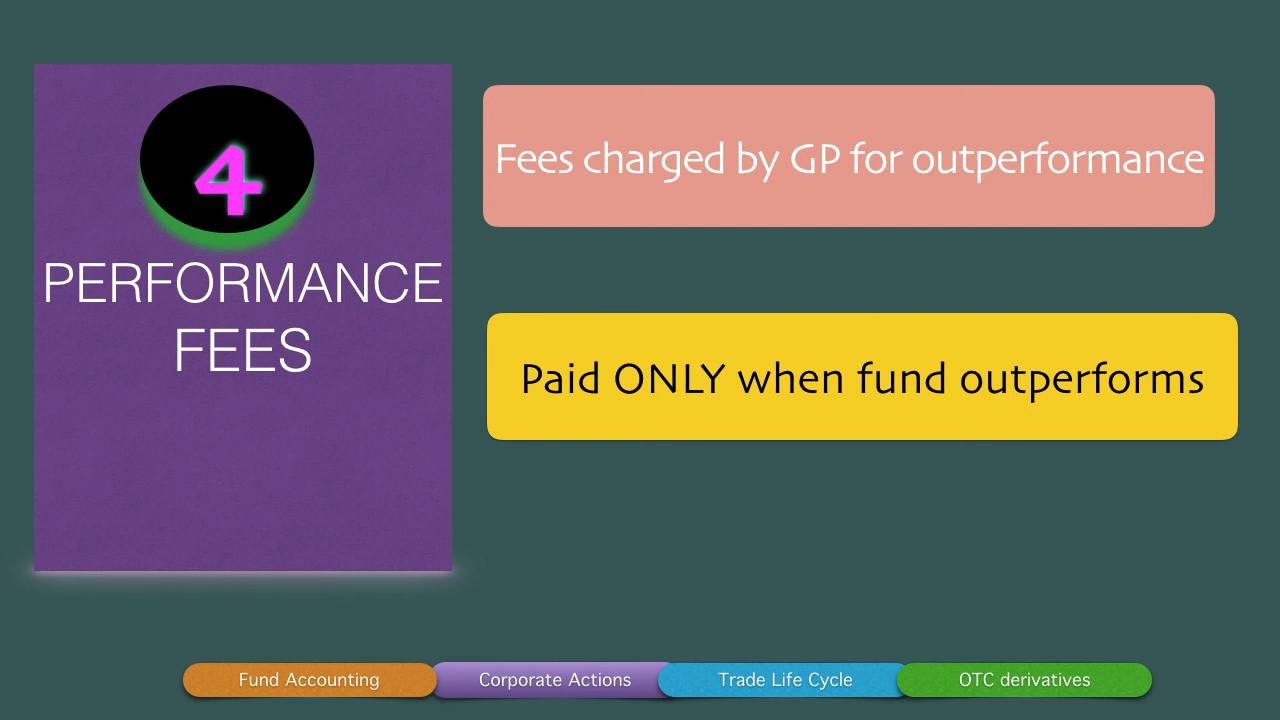 4
PERFORMANCE
FEES
Fees charged by GP for outperformance
Paid ONLY when fund outperforms
Fund Accounting
Corporate Actions
Trade Life Cycle
OTC derivatives